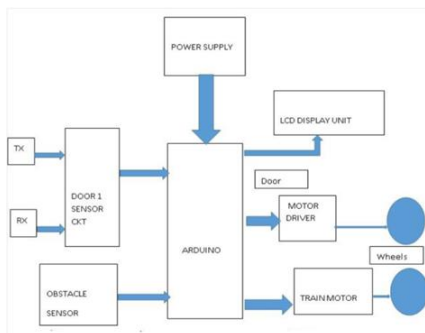 POWER SUPPLY
LCD DISPLAY UNIT
TX
DOOR 1
SENSOR
CKT
RX
Door
MOTOR
DRIVER
ARDUINO
Wheels
OBSTACLE
SENSOR
TRAIN MOTOR